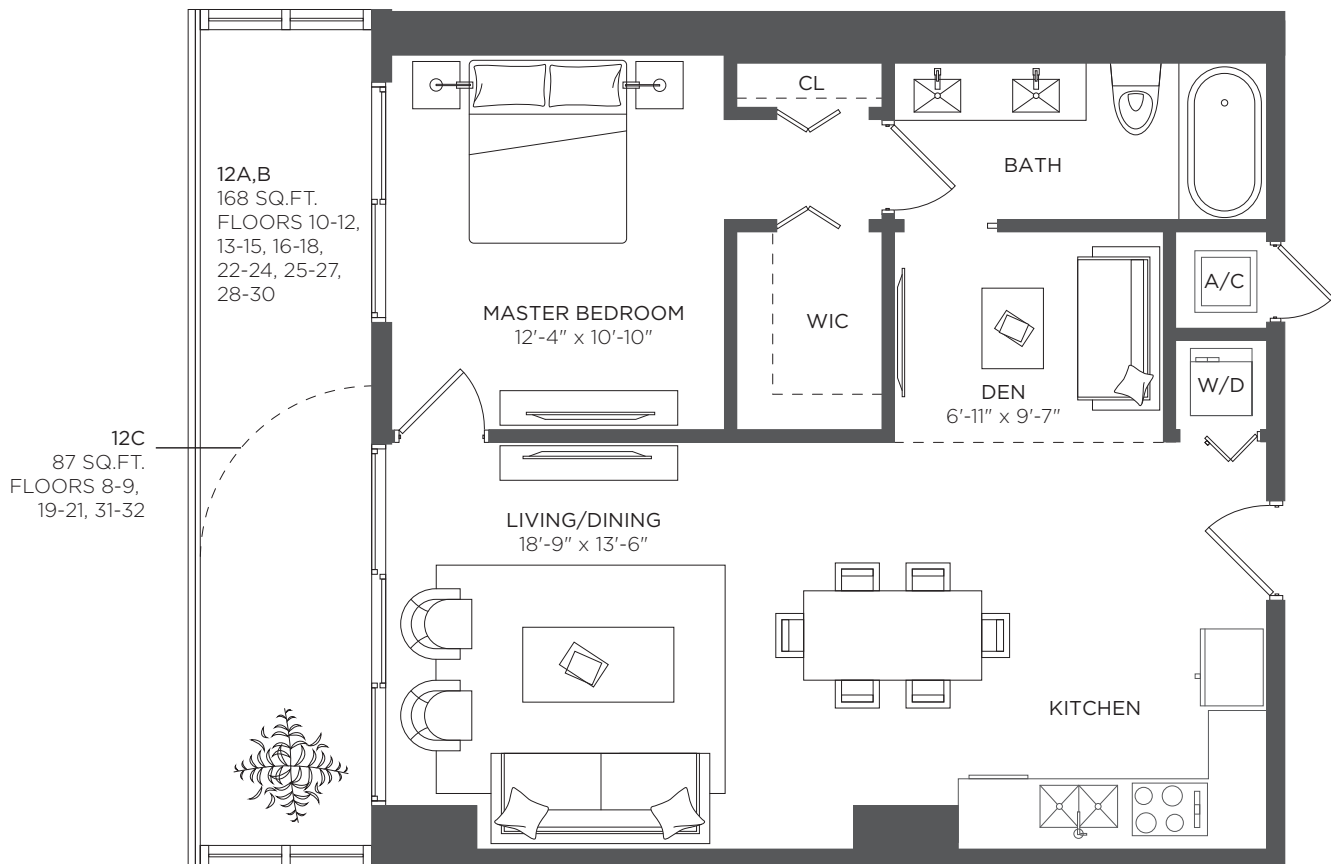 CL
BATH
12A,B
168 SQ.FT.
FLOORS 10-12,
13-15, 16-18,
22-24, 25-27,
28-30
A/C
MASTER BEDROOM
12'-4" x 10'-10"
WIC
W/D
DEN
6'-11" x 9'-7"
12C
87 SQ.FT.
FLOORS 8-9,
19-21, 31-32
LIVING/DINING
18'-9" x 13'-6"
KITCHEN